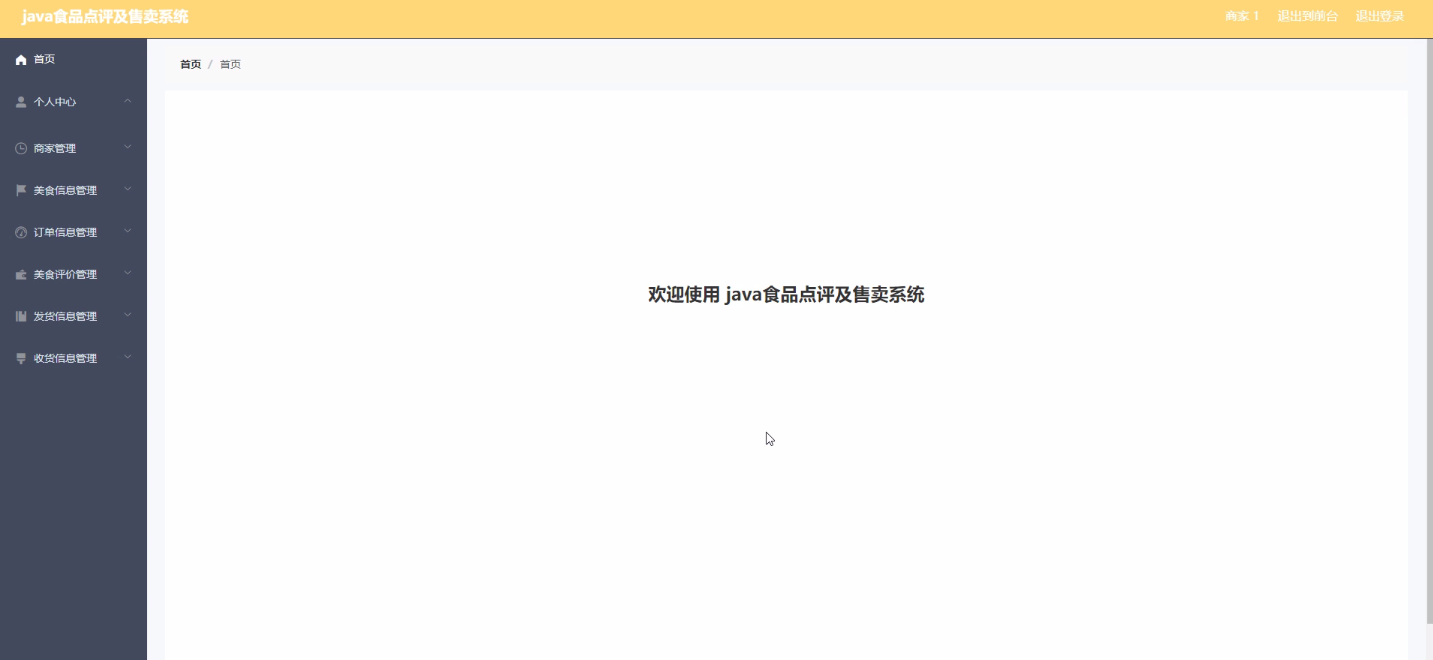 java食品点评及售卖系统
商家 1 退出到前台 退出登录
首页
个人中心
商家管理
美食信息管理
订单信息管理
美食评价管理
发货信息管理
收货信息管理
首页 / 首页
欢迎使用 java食品点评及售卖系统